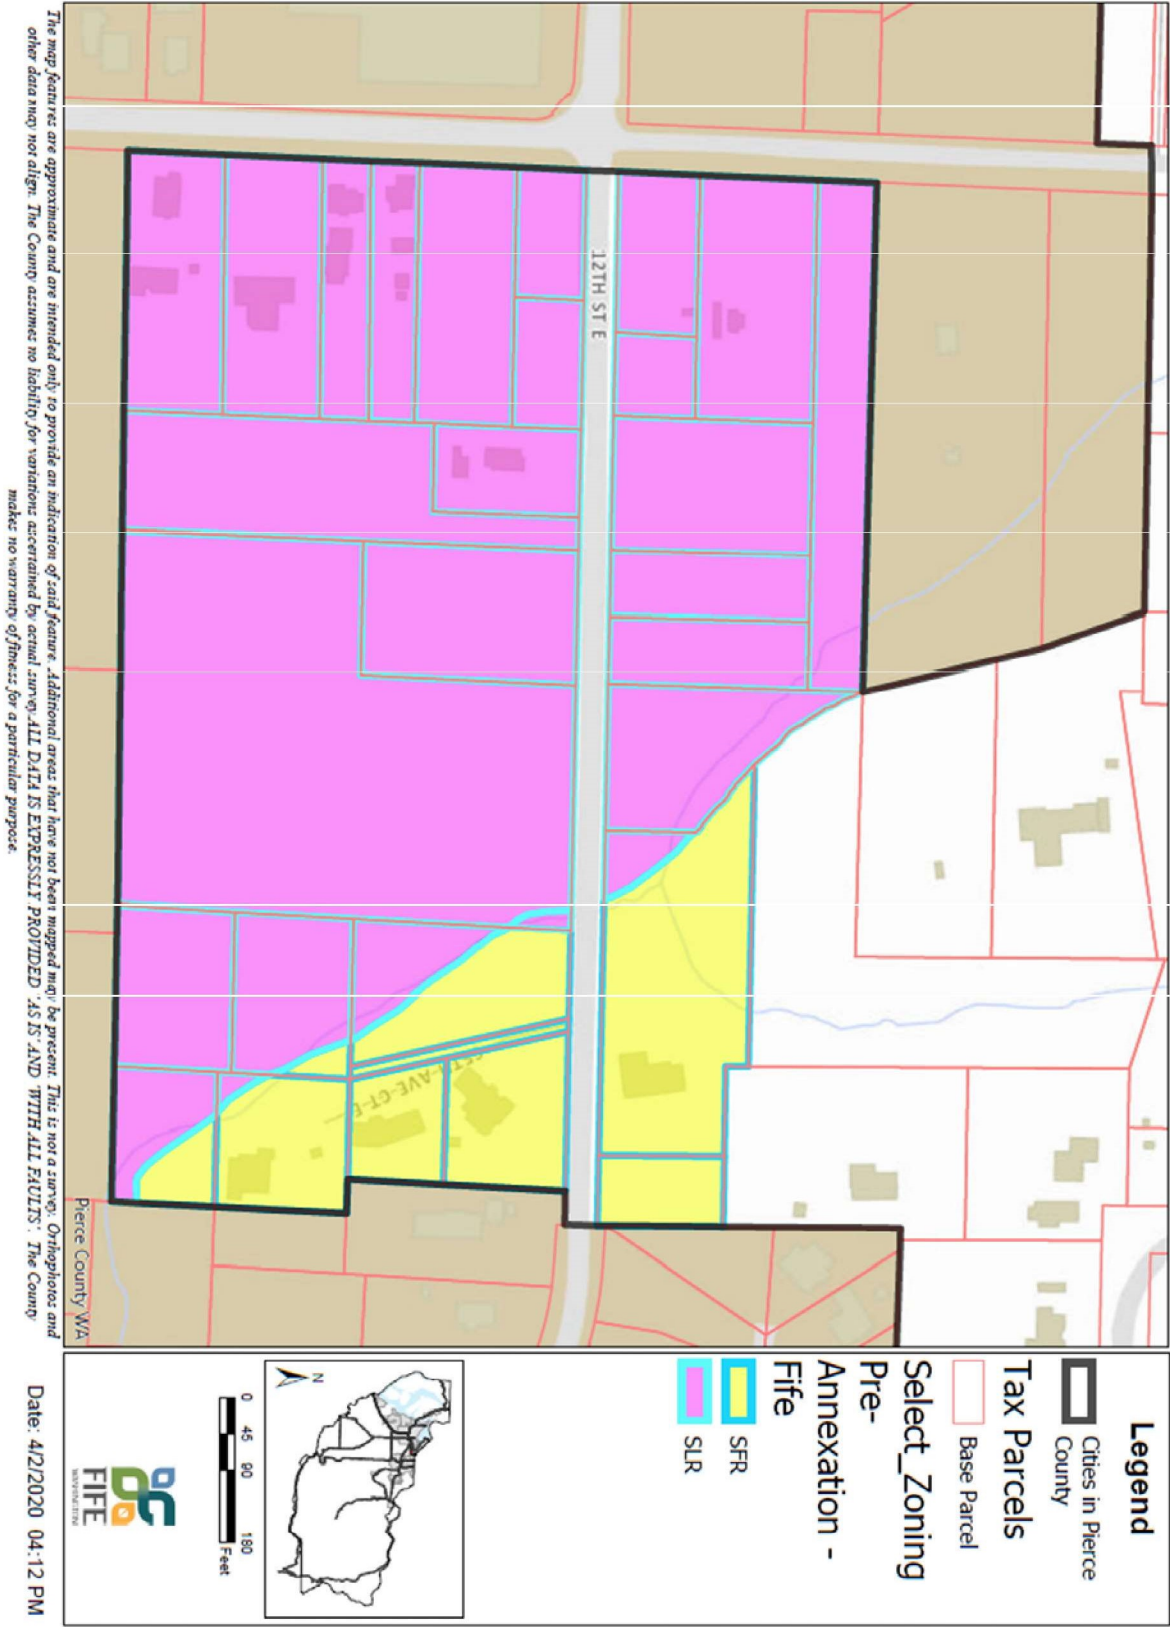 12TH ST E
65TH-AVE-CT-E
Pierce County WA
Legend
Cities in Pierce
County
Tax Parcels
Base Parcel
Select_Zoning
Pre-
Annexation -
Fife
SFR
SLR
N
0 45 90 180
Feet
FIFE
WASHINGTON
Date: 4/2/2020 04:12 PM
The map features are approximate and are intended only to provide an indication of said feature. Additional areas that have not been mapped may be present. This is not a survey. Orthophotos and
other data may not align. The County assumes no liability for variations ascertained by actual survey. ALL DATA IS EXPRESSLY PROVIDED 'AS IS' AND 'WITH ALL FAULTS'. The County
makes no warranty of fitness for a particular purpose.